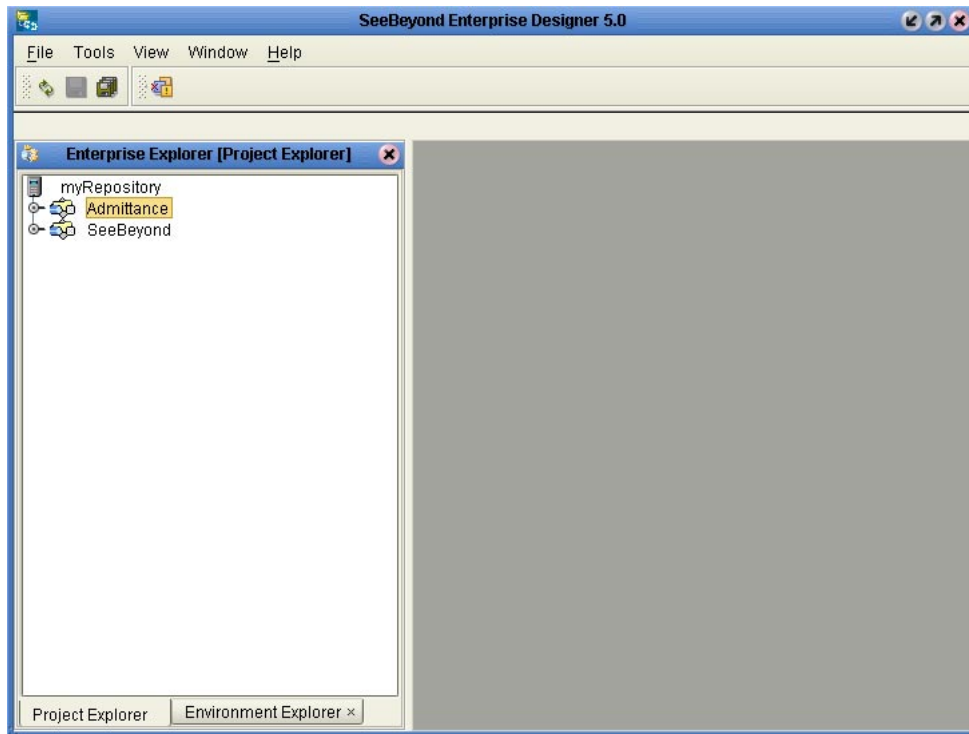 SeeBeyond Enterprise Designer 5.0
File Tools View Window Help
Enterprise Explorer [Project Explorer]
myRepository
Admittance
SeeBeyond
Project Explorer Environment Explorer ×